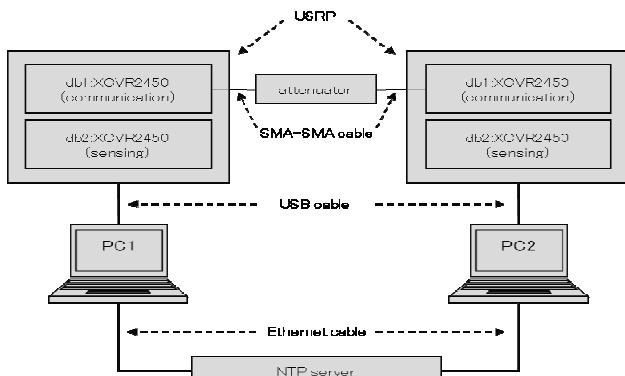 USRP
db1:XCVR2450
(communication)
attenuator
db1:XCVR2450
(communication)
SMA-SMA cable
db2:XCVR2450
(sensing)
db2:XCVR2450
(sensing)
USB cable
PC1
PC2
Ethernet cable
NTP server